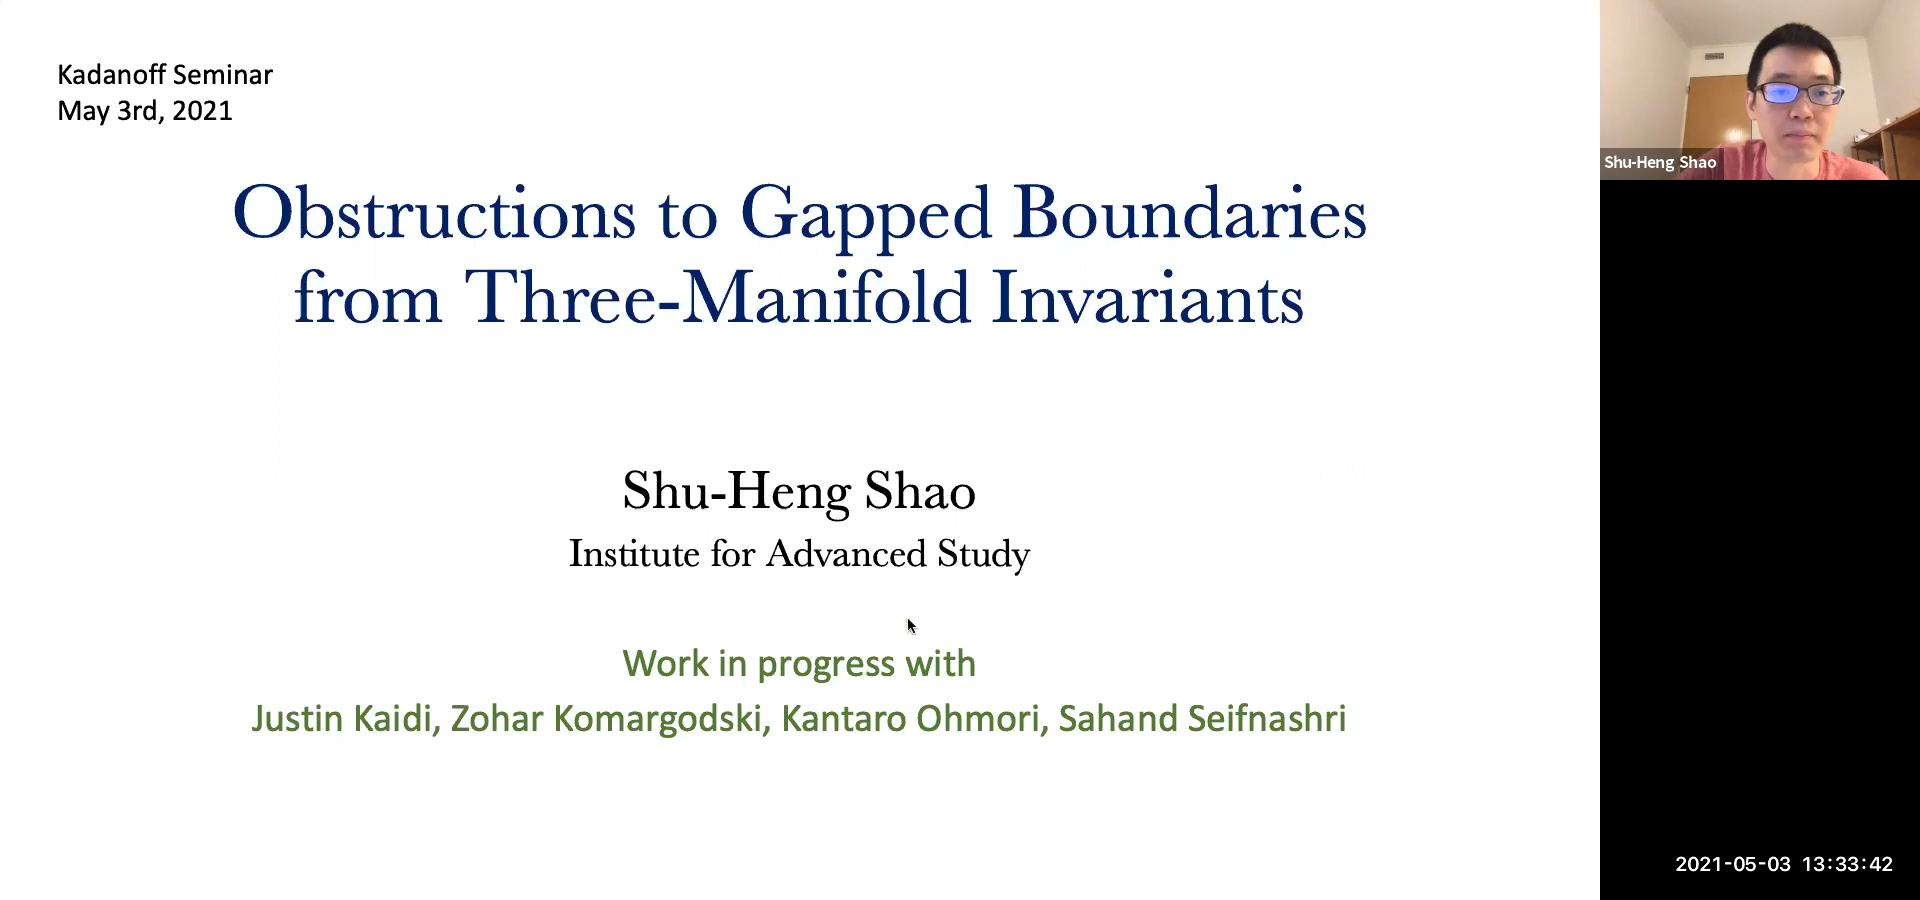 Kadanoff Seminar
May 3rd, 2021
Obstructions to Gapped Boundaries
from Three-Manifold Invariants
Shu-Heng Shao
Institute for Advanced Study
Work in progress with
Justin Kaidi, Zohar Komargodski, Kantaro Ohmori, Sahand Seifnashri
Shu-Heng Shao
2021-05-03 13:33:42